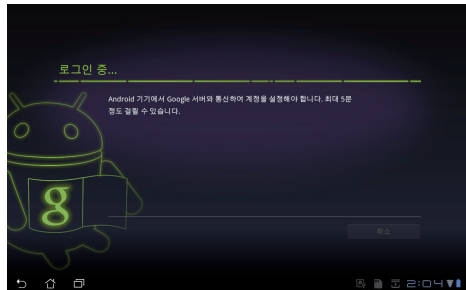 로그인 중...
Android 기기에서 Google 서버와 통신하여 계정을 설정해야 합니다. 최대 5분
정도 걸릴 수 있습니다.
g
취소
2:04